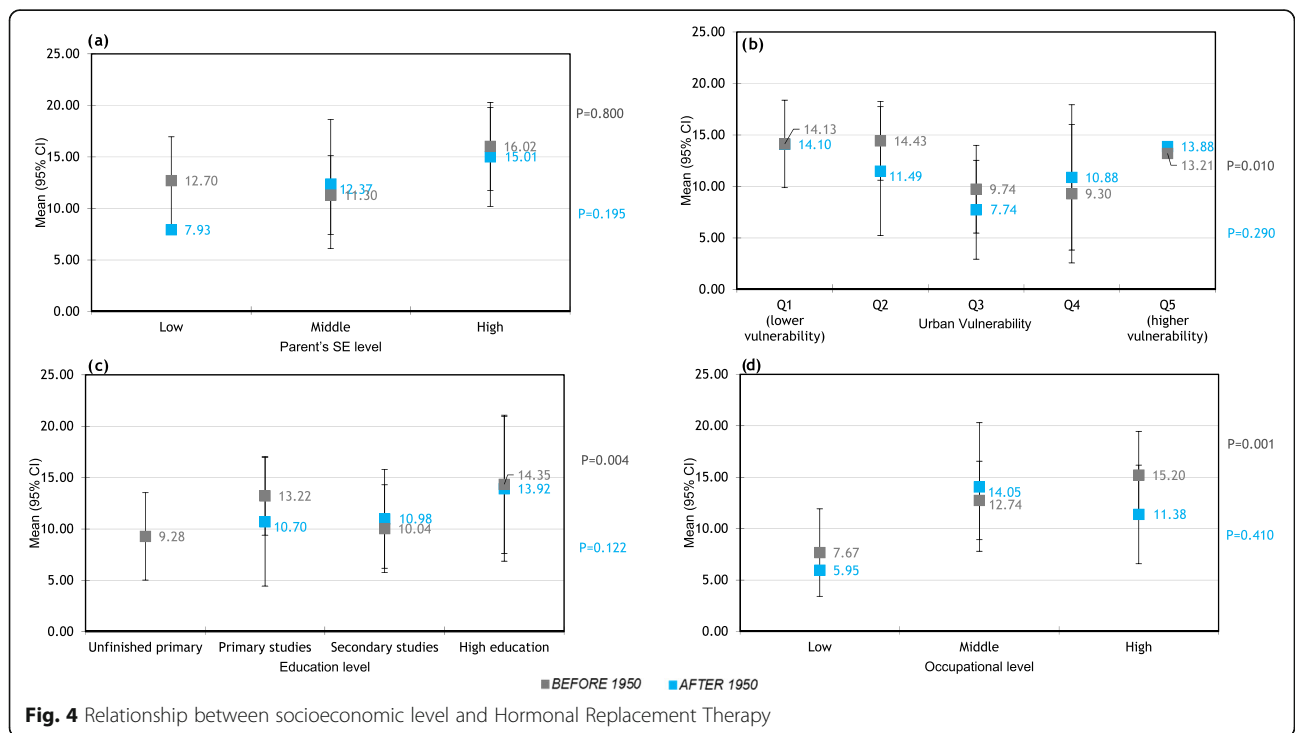 (a)
25.00
20.00
15.00
10.00
5.00
0.00
Mean (95% CI)
12.70
7.93
12.37
11.30
16.02
15.01
P=0.800
P=0.195
Low Middle High
Parent's SE level
(b)
25.00
20.00
15.00
10.00
5.00
0.00
Mean (95% CI)
14.13
14.10
14.43
11.49
9.74
7.74
10.88
9.30
13.88
13.21
P=0.010
P=0.290
Q1 Q2 Q3 Q4 Q5
(lower Urban Vulnerability (higher
vulnerability) vulnerability)
(c)
25.00
20.00
15.00
10.00
5.00
0.00
Mean (95% CI)
9.28
13.22
10.70
10.98
10.04
14.35
13.92
P=0.004
P=0.122
Unfinished primary Primary studies Secondary studies High education
Education level
(d)
25.00
20.00
15.00
10.00
5.00
0.00
Mean (95% CI)
7.67
5.95
14.05
12.74
15.20
11.38
P=0.001
P=0.410
Low Middle High
Occupational level
BEFORE 1950 AFTER 1950
Fig. 4 Relationship between socioeconomic level and Hormonal Replacement Therapy